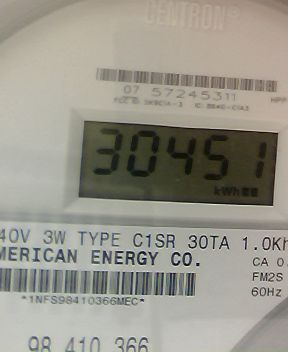 CENTRON®
07 57245311
30451
kWh
40V 3W TYPE C1SR 30TA 1.0Kh
MERICAN ENERGY CO.
CA 0.
FM2S
*1NFS98410366MEC*
60Hz
98 410 366